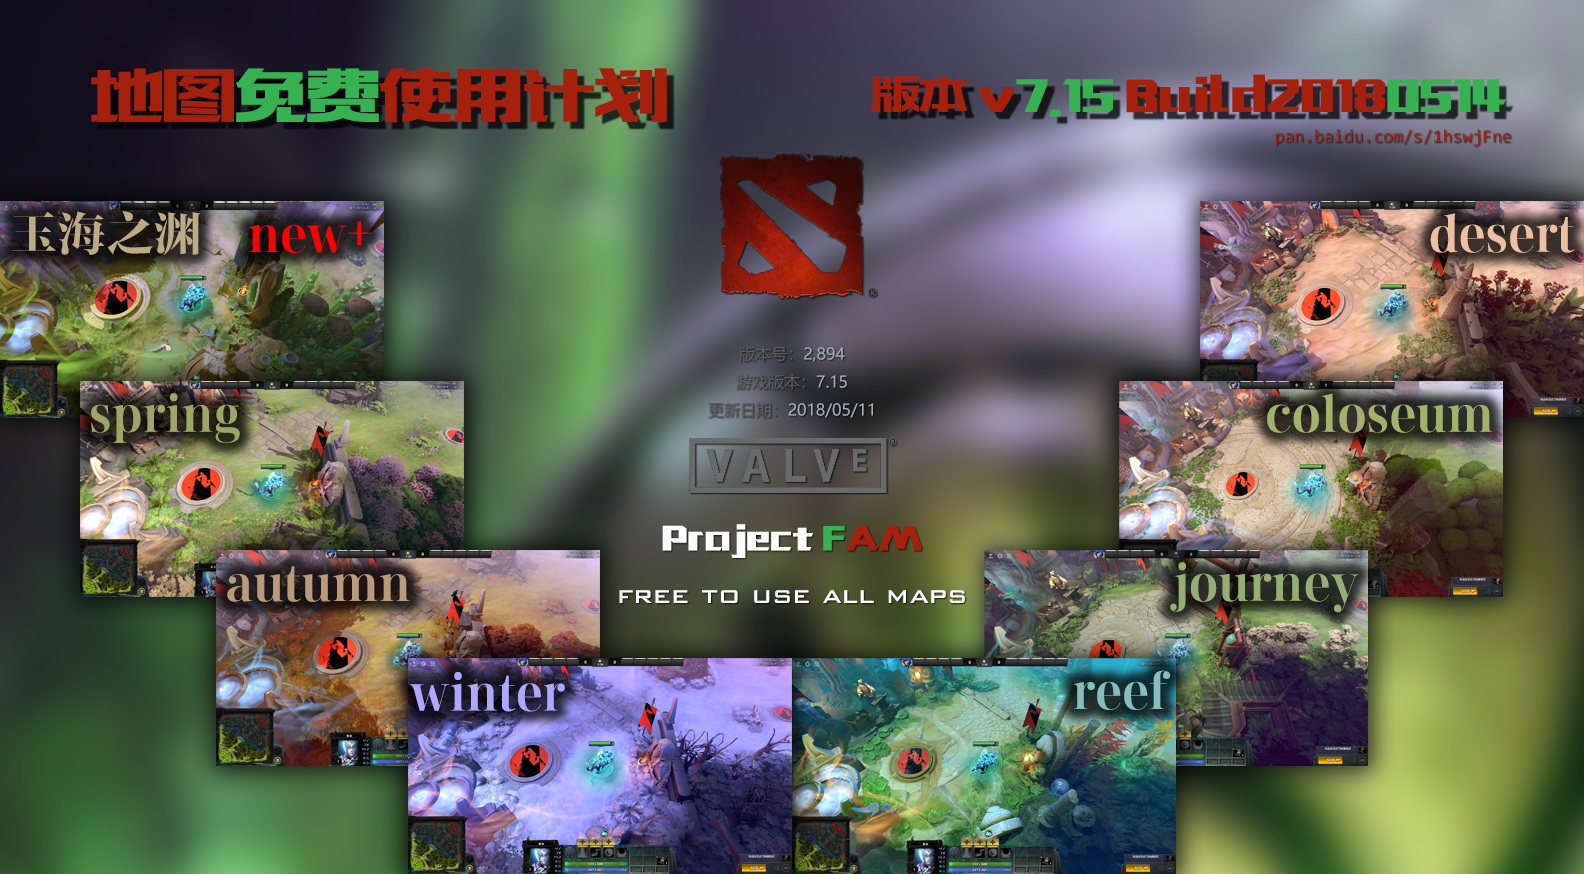 地图免费使用计划
版本 v7.15 Build20180514
pan.baidu.com/s/1hswjFne
玉海之渊 new+
desert
spring
coloseum
autumn
journey
winter
reef
®
版本号: 2,894
游戏版本: 7.15
更新日期: 2018/05/11
VALVE®
Project FAM
FREE TO USE ALL MAPS